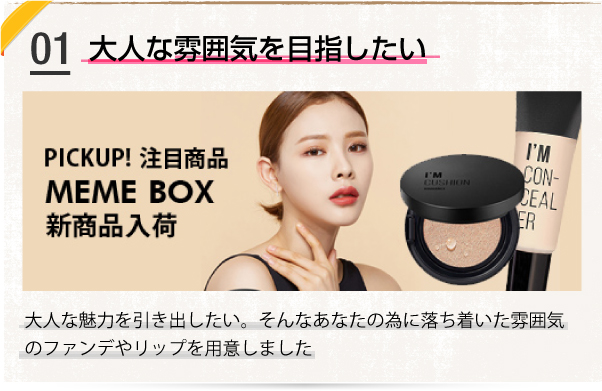 01 大人な雰囲気を目指したい
PICKUP! 注目商品
MEME BOX
新商品入荷
I'M
CUSHION
I'M
CON-
CEAL
ER
大人な魅力を引き出したい。そんなあなたの為に落ち着いた雰囲気
のファンデやリップを用意しました